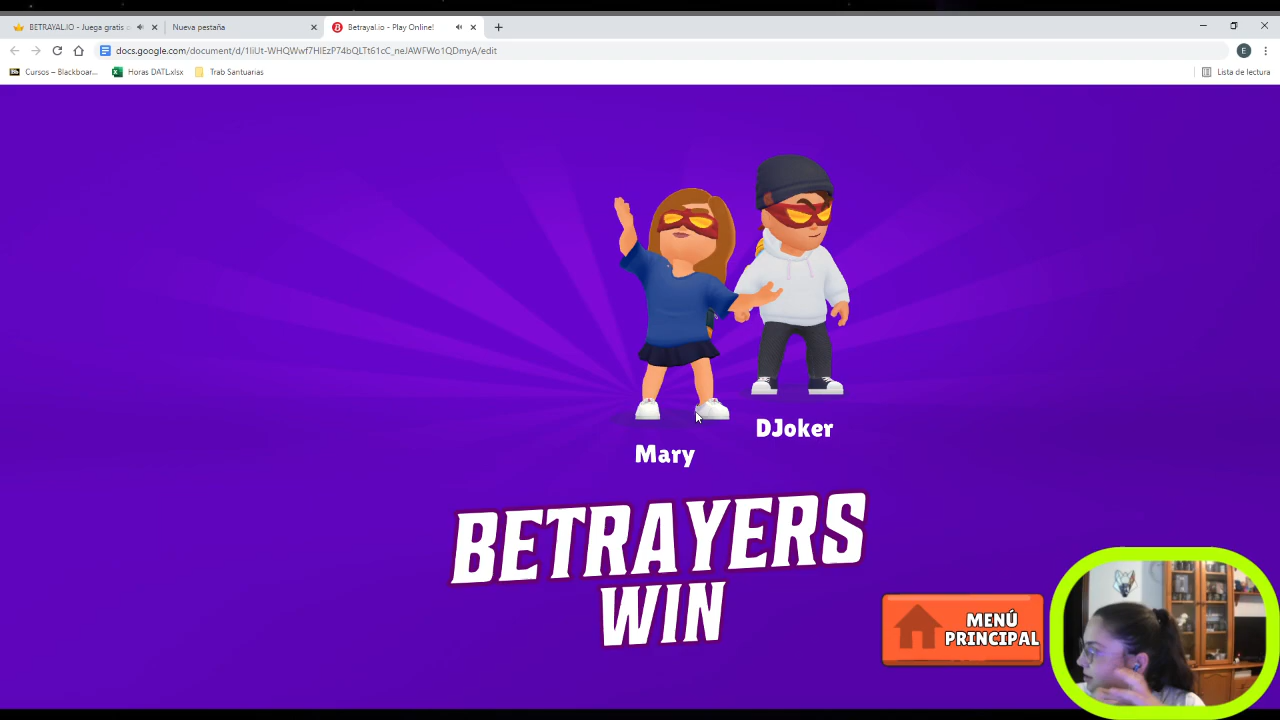 BETRAYAL.IO - Juega gratis
Nueva pestaña
Betrayal.io - Play Online!
docs.google.com/document/d/1IiUt-WHQWwf7HIEzP74bQLTt61cC_neJAWFWo1QDmyA/edit
E
Cursos – Blackboar...
Horas DATL.xlsx
Trab Santuarias
Lista de lectura
DJoker
Mary
BETRAYERS
WIN
MENÚ
PRINCIPAL